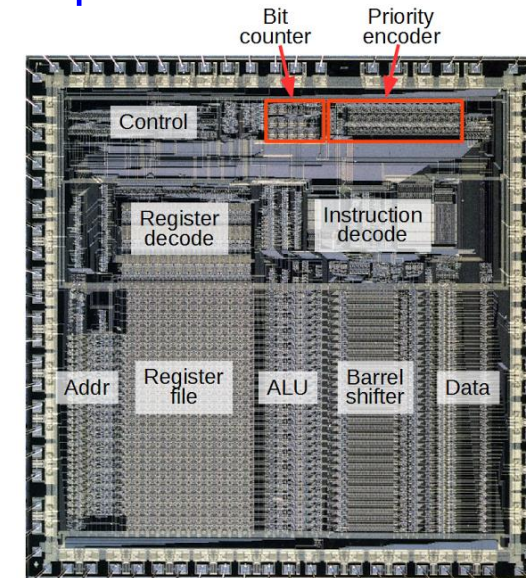 Bit
counter
Priority
encoder
Control
Register
decode
Instruction
decode
Addr
Register
file
ALU
Barrel
shifter
Data